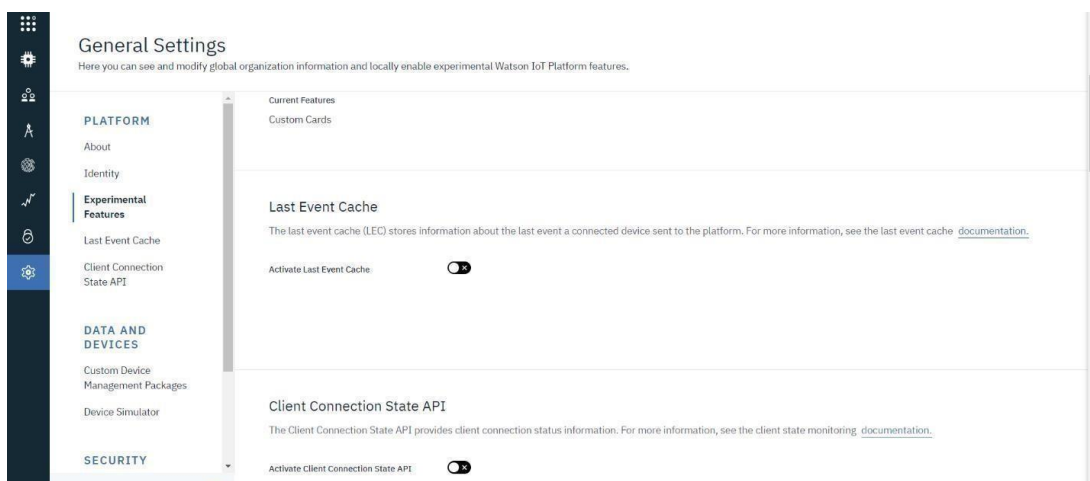 General Settings
Here you can see and modify global organization information and locally enable experimental Watson IoT Platform features.
PLATFORM
About
Identity
Experimental
Features
Last Event Cache
Client Connection
State API
DATA AND
DEVICES
Custom Device
Management Packages
Device Simulator
SECURITY
Current Features
Custom Cards
Last Event Cache
The last event cache (LEC) stores information about the last event a connected device sent to the platform. For more information, see the last event cache documentation.
Activate Last Event Cache
Client Connection State API
The Client Connection State API provides client connection status information. For more information, see the client state monitoring documentation.
Activate Client Connection State API